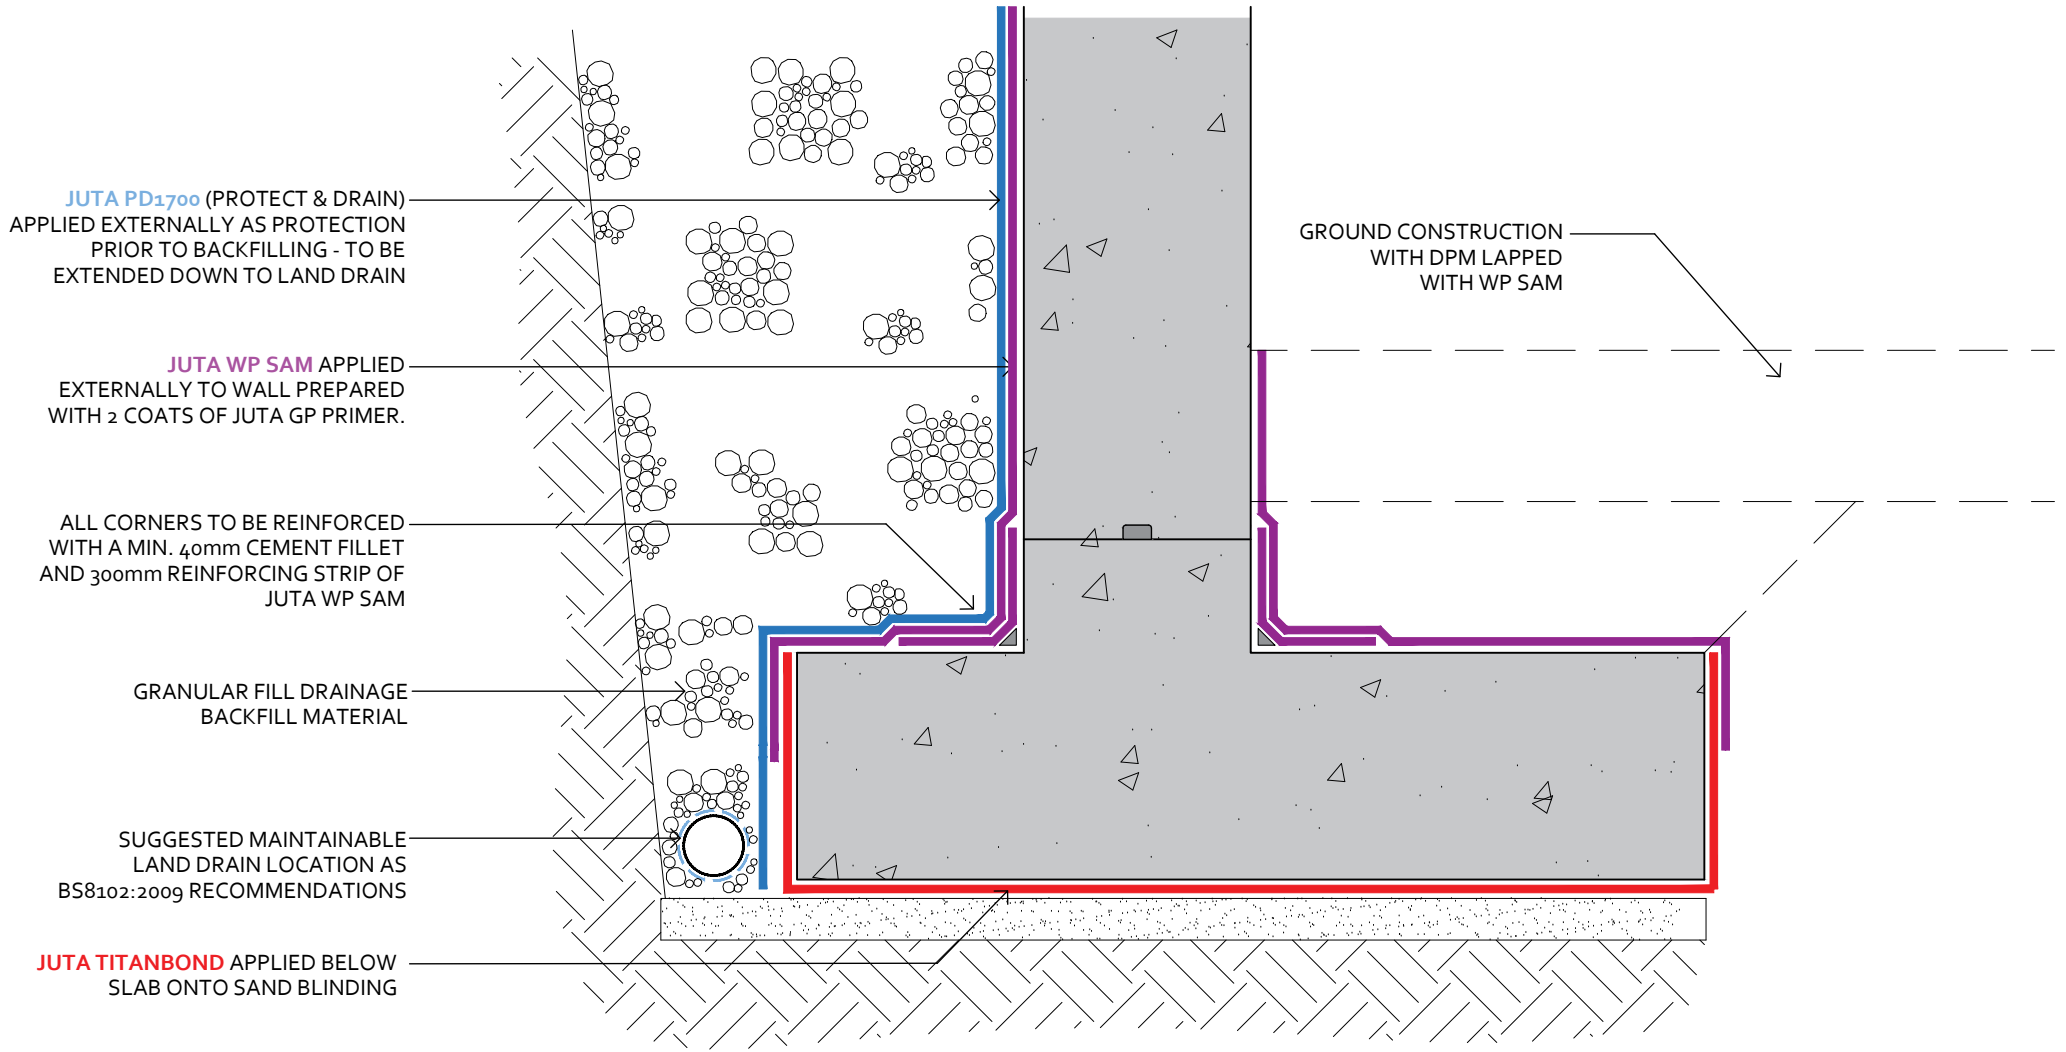 JUTA PD1700 (PROTECT & DRAIN)
APPLIED EXTERNALLY AS PROTECTION
PRIOR TO BACKFILLING - TO BE
EXTENDED DOWN TO LAND DRAIN
GROUND CONSTRUCTION
WITH DPM LAPPED
WITH WP SAM
JUTA WP SAM APPLIED
EXTERNALLY TO WALL PREPARED
WITH 2 COATS OF JUTA GP PRIMER.
ALL CORNERS TO BE REINFORCED
WITH A MIN. 40mm CEMENT FILLET
AND 300mm REINFORCING STRIP OF
JUTA WP SAM
GRANULAR FILL DRAINAGE
BACKFILL MATERIAL
SUGGESTED MAINTAINABLE
LAND DRAIN LOCATION AS
BS8102:2009 RECOMMENDATIONS
JUTA TITANBOND APPLIED BELOW
SLAB ONTO SAND BLINDING